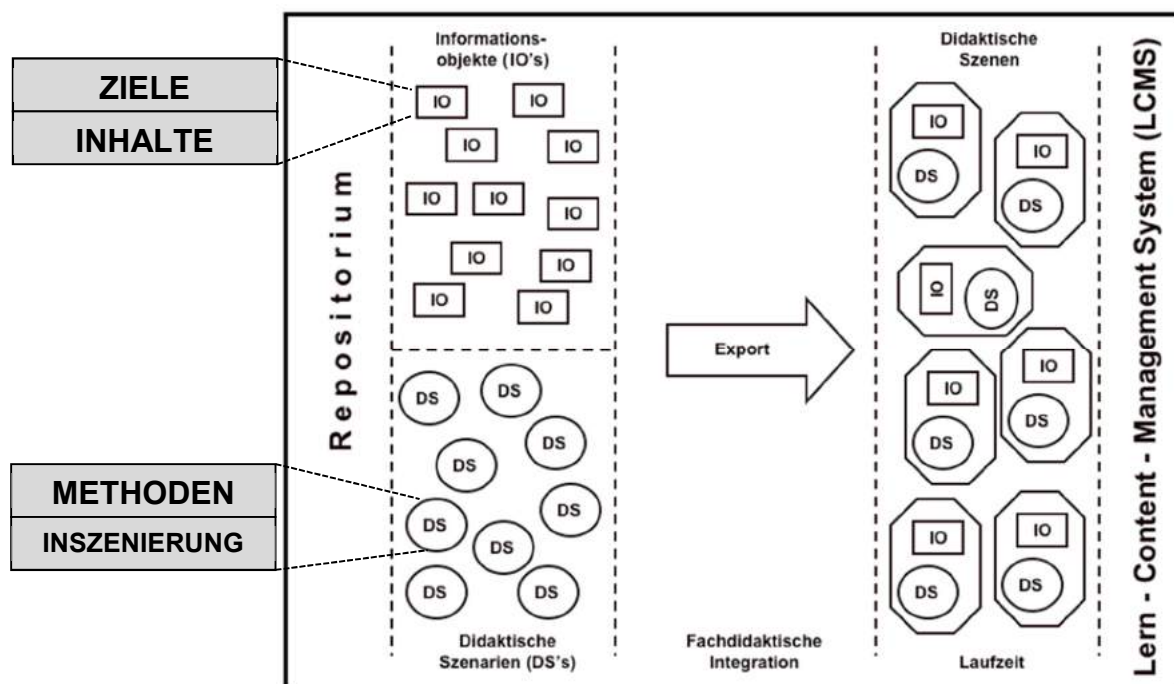 ZIELE
INHALTE
METHODEN
INSZENIERUNG
Repositorium
Informations-
objekte (IO's)
IO
IO
IO
IO
IO
IO
IO
IO
IO
IO
IO
DS
DS
DS
DS
DS
DS
DS
DS
DS
Didaktische
Szenarien (DS's)
Export
Fachdidaktische
Integration
Didaktische
Szenen
IO
DS
IO
DS
IO
DS
IO
DS
IO
DS
IO
DS
IO
DS
Laufzeit
Lern - Content - Management System (LCMS)